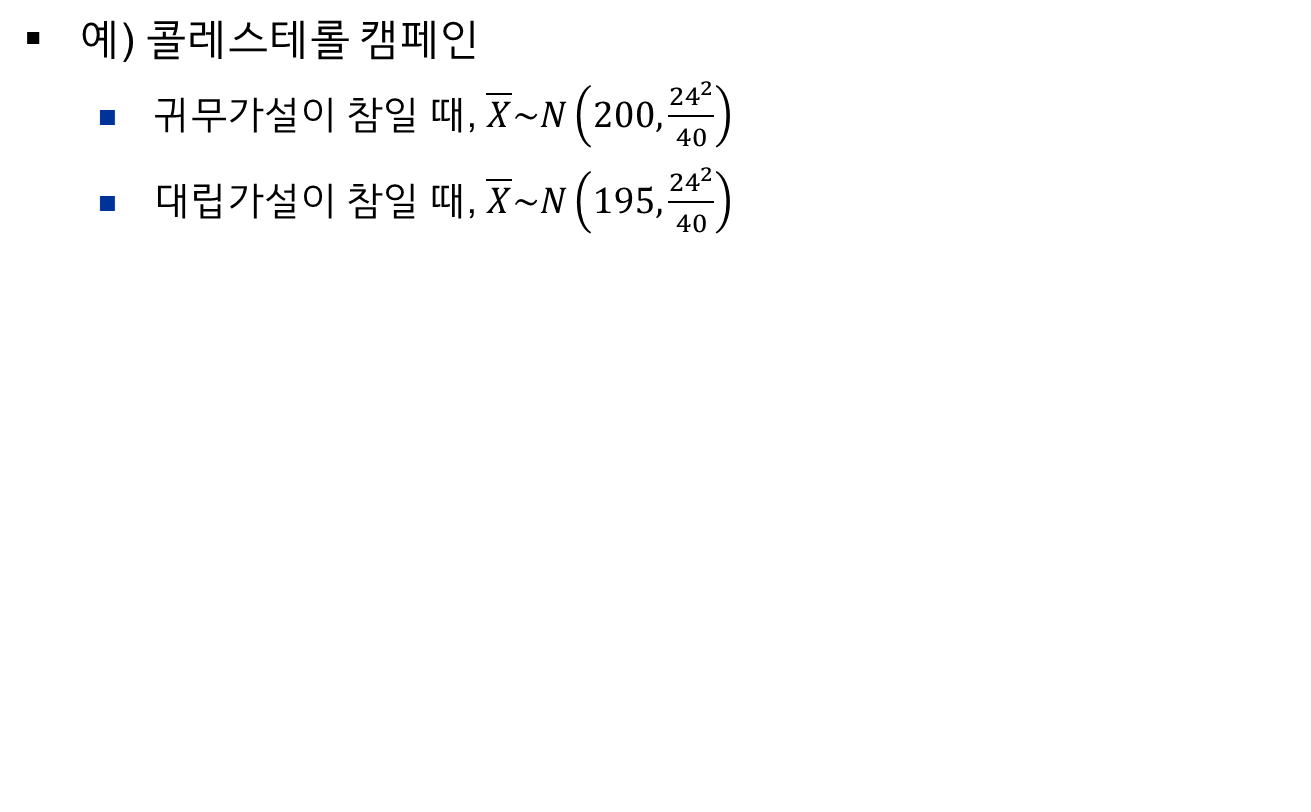 ▪ 예) 콜레스테롤 캠페인
▪ 귀무가설이 참일 때, X̅~N(200, 24²/40)
▪ 대립가설이 참일 때, X̅~N(195, 24²/40)